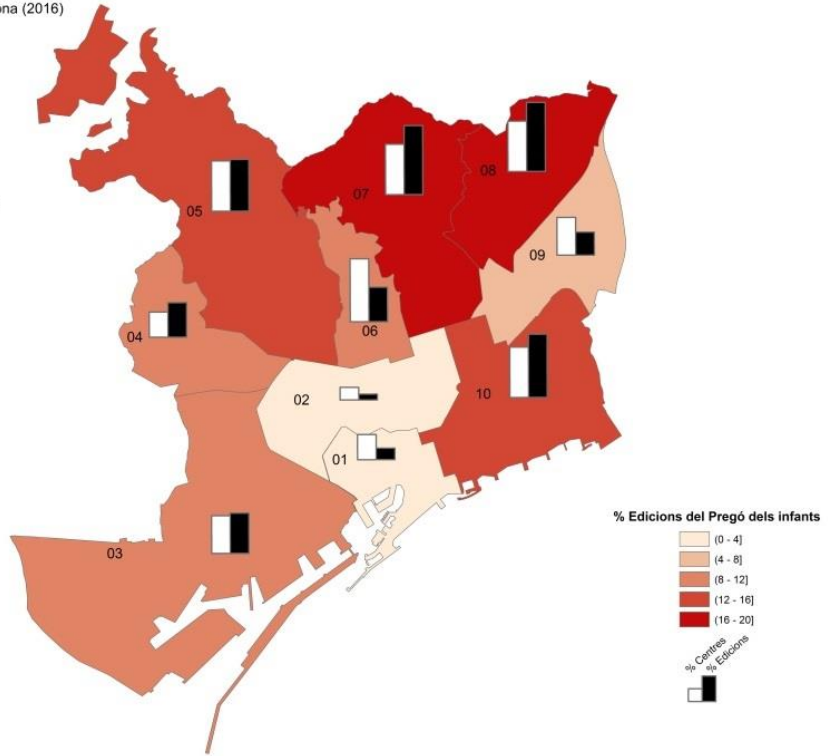 (2016)
05
07
08
09
04
06
02
10
01
03
% Edicions del Pregó dels infants
(0 - 4]
(4 - 8]
(8 - 12]
(12 - 16]
(16 - 20]
% Centres
% Edicions